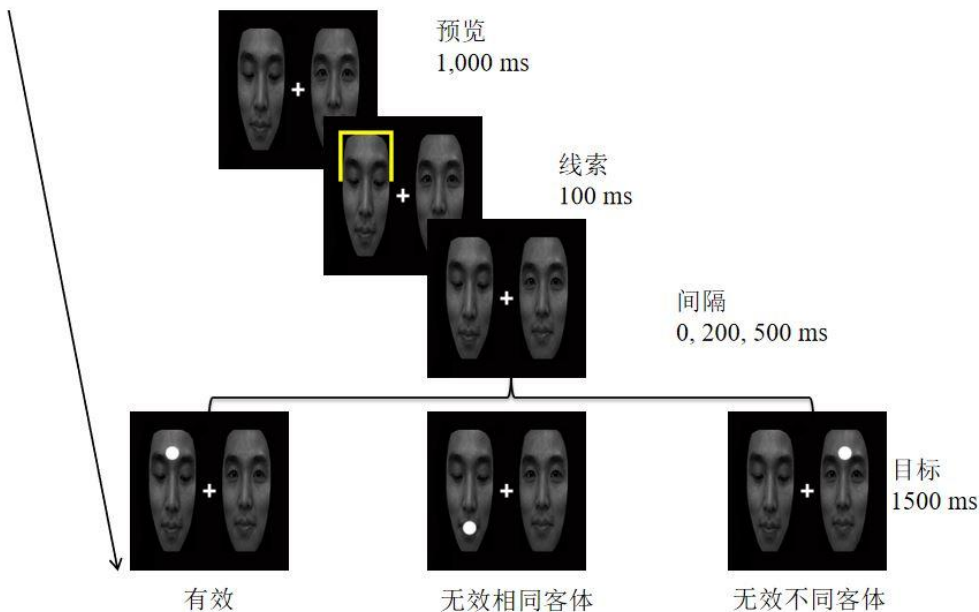 预览
1,000 ms
线索
100 ms
间隔
0, 200, 500 ms
目标
1500 ms
有效
无效相同客体
无效不同客体